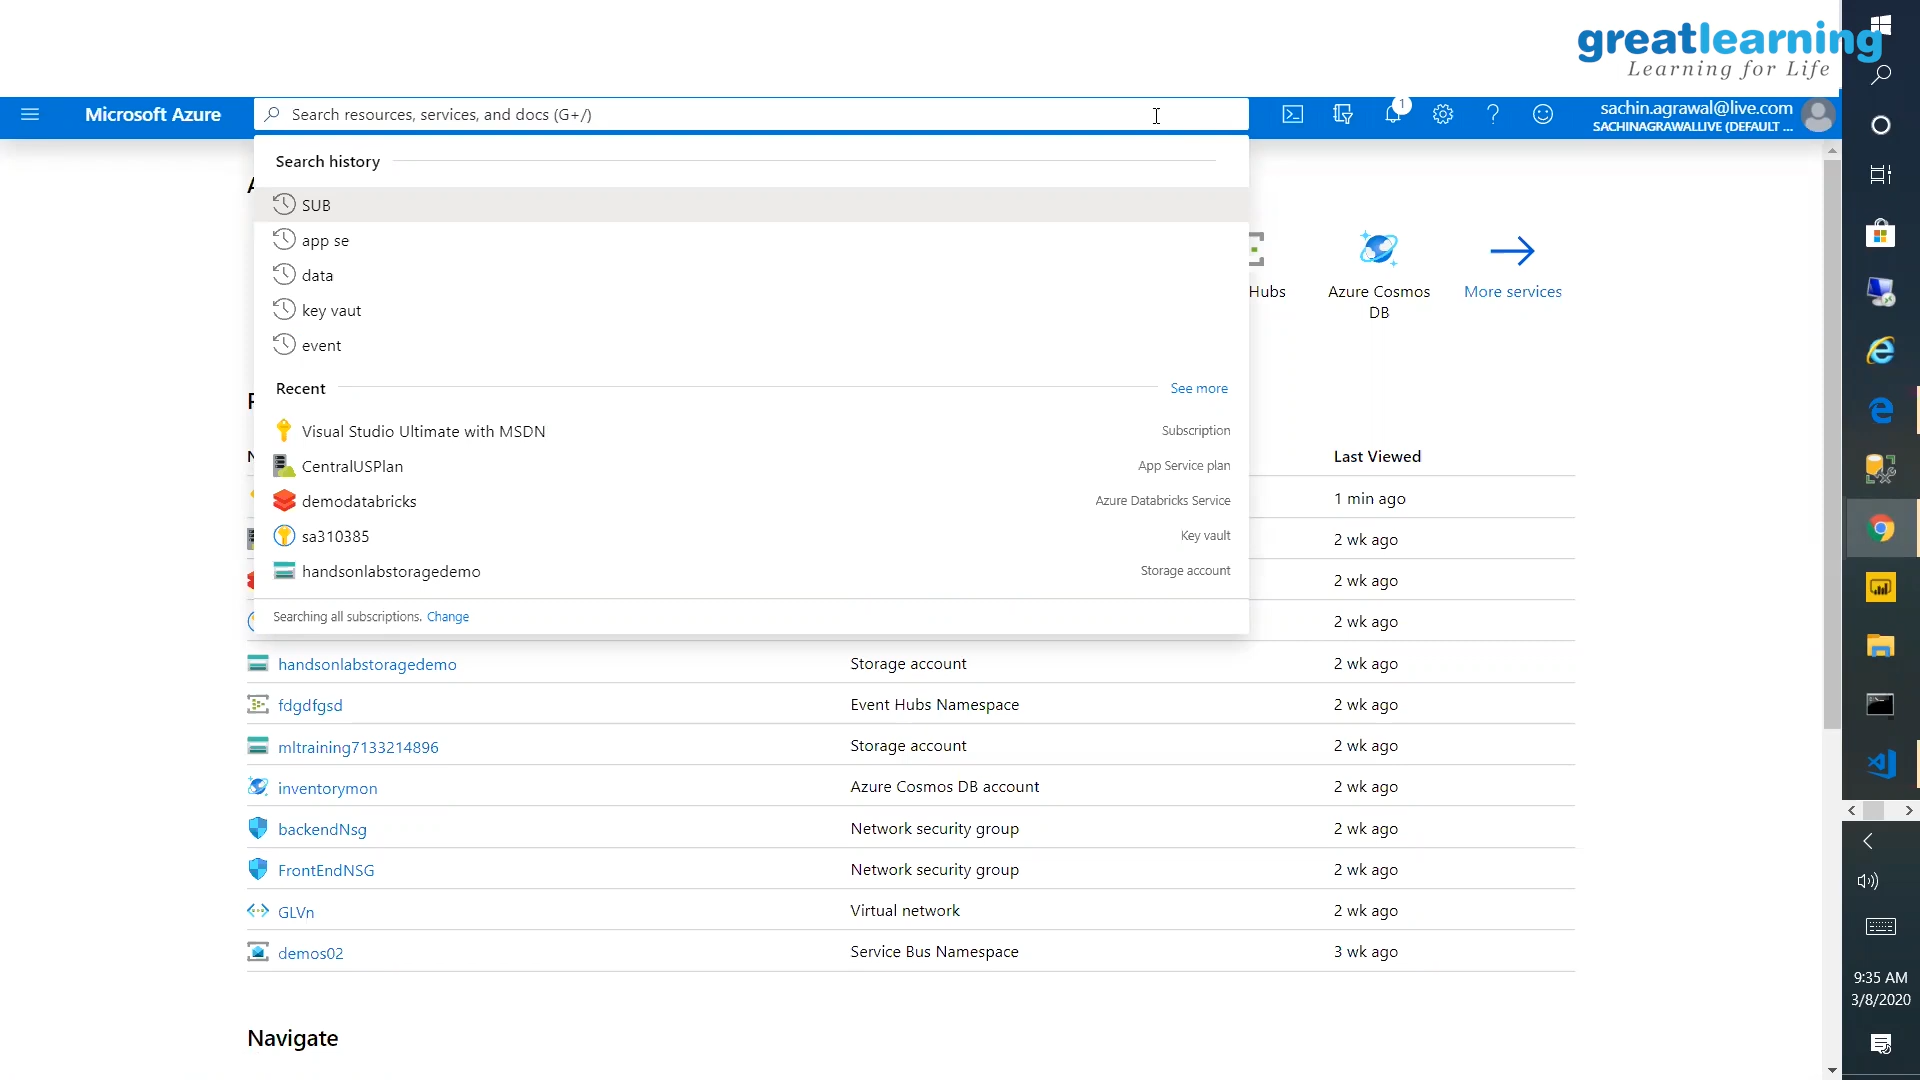 greatlearning
Learning for Life
Microsoft Azure
Search resources, services, and docs (G+/)
1
sachin.agrawal@live.com
SACHINAGRAWALLIVE (DEFAULT ...
Search history
SUB
app se
data
key vaut
event
Hubs
Azure Cosmos
DB
More services
Recent
See more
Visual Studio Ultimate with MSDN
Subscription
CentralUSPlan
App Service plan
demodatabricks
Azure Databricks Service
sa310385
Key vault
handsonlabstoragedemo
Storage account
Searching all subscriptions. Change
Last Viewed
1 min ago
2 wk ago
2 wk ago
2 wk ago
handsonlabstoragedemo Storage account 2 wk ago
fdgdfgsd Event Hubs Namespace 2 wk ago
mltraining7133214896 Storage account 2 wk ago
inventorymon Azure Cosmos DB account 2 wk ago
backendNsg Network security group 2 wk ago
FrontEndNSG Network security group 2 wk ago
GLVn Virtual network 2 wk ago
demos02 Service Bus Namespace 3 wk ago
Navigate
9:35 AM
3/8/2020